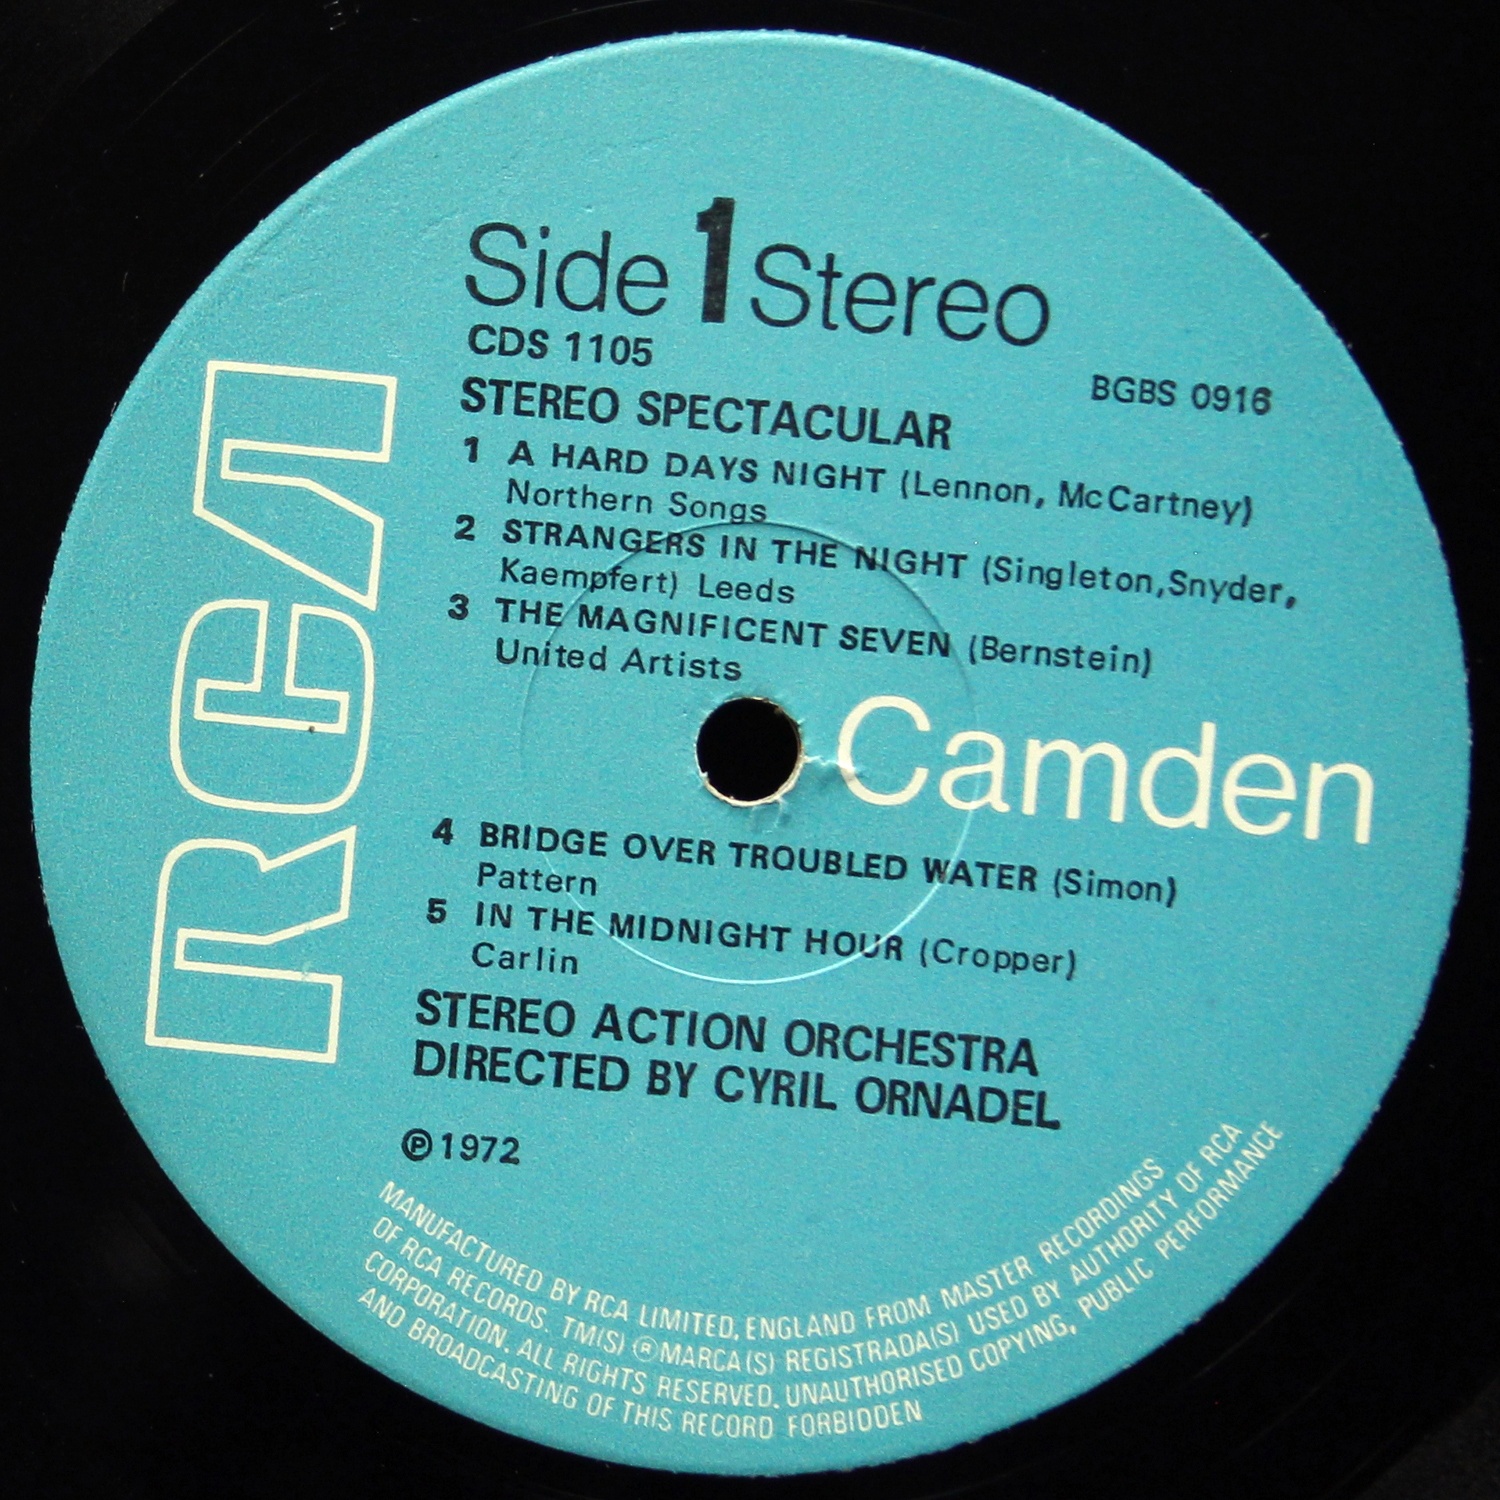 Side 1 Stereo
CDS 1105
BGBS 0916
STEREO SPECTACULAR
1 A HARD DAYS NIGHT (Lennon, McCartney)
Northern Songs
2 STRANGERS IN THE NIGHT (Singleton,Snyder,
Kaempfert) Leeds
3 THE MAGNIFICENT SEVEN (Bernstein)
United Artists
RCA
Camden
4 BRIDGE OVER TROUBLED WATER (Simon)
Pattern
5 IN THE MIDNIGHT HOUR (Cropper)
Carlin
STEREO ACTION ORCHESTRA
DIRECTED BY CYRIL ORNADEL
℗1972
MANUFACTURED BY RCA LIMITED, ENGLAND FROM MASTER RECORDINGS
OF RCA RECORDS. TM(S) ® MARCA(S) REGISTRADA(S) USED BY AUTHORITY OF RCA
CORPORATION. ALL RIGHTS RESERVED. UNAUTHORISED COPYING, PUBLIC PERFORMANCE
AND BROADCASTING OF THIS RECORD FORBIDDEN